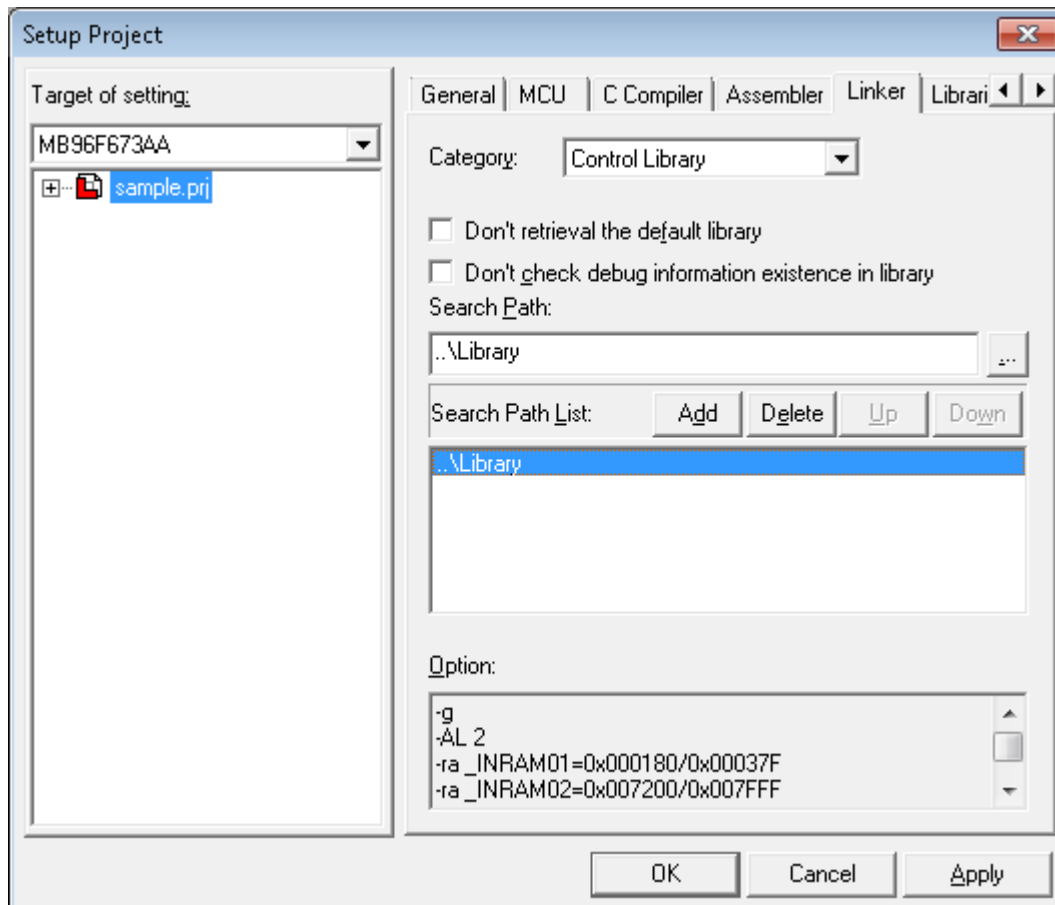 Setup Project
Target of setting:
MB96F673AA
sample.prj
General MCU C Compiler Assembler Linker Librari
Category: Control Library
Don't retrieval the default library
Don't check debug information existence in library
Search Path:
..\Library
...
Search Path List: Add Delete Up Down
..\Library
Option:
-g
-AL 2
-ra _INRAM01=0x000180/0x00037F
-ra _INRAM02=0x007200/0x007FFF
OK Cancel Apply